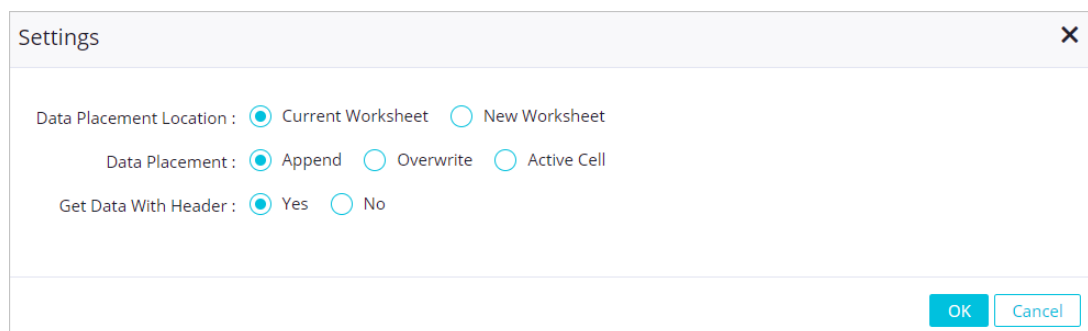 Settings
Data Placement Location : Current Worksheet New Worksheet
Data Placement : Append Overwrite Active Cell
Get Data With Header : Yes No
OK Cancel